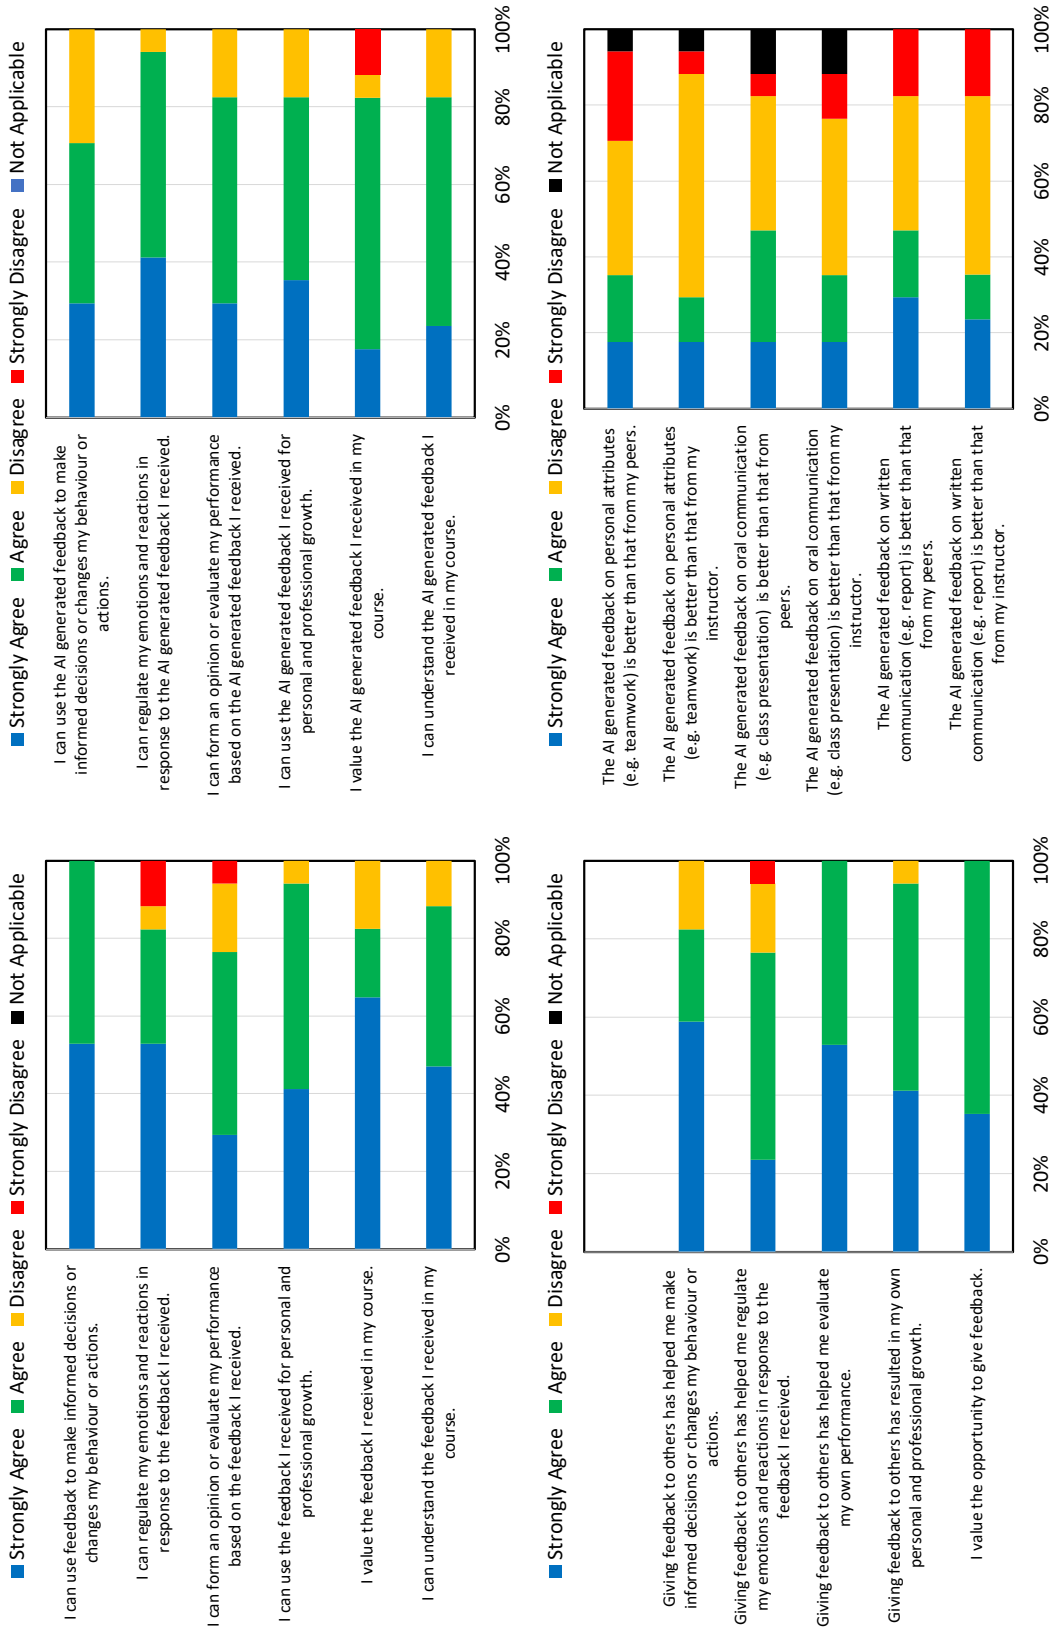 Strongly Agree Agree Disagree Strongly Disagree Not Applicable
I can use feedback to make informed decisions or
changes my behaviour or actions.
I can regulate my emotions and reactions in
response to the feedback I received.
I can form an opinion or evaluate my performance
based on the feedback I received.
I can use the feedback I received for personal and
professional growth.
I value the feedback I received in my course.
I can understand the feedback I received in my
course.
0% 20% 40% 60% 80% 100%
Strongly Agree Agree Disagree Strongly Disagree Not Applicable
I can use the AI generated feedback to make
informed decisions or changes my behaviour or
actions.
I can regulate my emotions and reactions in
response to the AI generated feedback I received.
I can form an opinion or evaluate my performance
based on the AI generated feedback I received.
I can use the AI generated feedback I received for
personal and professional growth.
I value the AI generated feedback I received in my
course.
I can understand the AI generated feedback I
received in my course.
0% 20% 40% 60% 80% 100%
Strongly Agree Agree Disagree Strongly Disagree Not Applicable
Giving feedback to others has helped me make
informed decisions or changes my behaviour or
actions.
Giving feedback to others has helped me regulate
my emotions and reactions in response to the
feedback I received.
Giving feedback to others has helped me evaluate
my own performance.
Giving feedback to others has resulted in my own
personal and professional growth.
I value the opportunity to give feedback.
0% 20% 40% 60% 80% 100%
Strongly Agree Agree Disagree Strongly Disagree Not Applicable
The AI generated feedback on personal attributes
(e.g. teamwork) is better than that from my peers.
The AI generated feedback on personal attributes
(e.g. teamwork) is better than that from my
instructor.
The AI generated feedback on oral communication
(e.g. class presentation) is better than that from
peers.
The AI generated feedback on oral communication
(e.g. class presentation) is better than that from my
instructor.
The AI generated feedback on written
communication (e.g. report) is better than that
from my peers.
The AI generated feedback on written
communication (e.g. report) is better than that
from my instructor.
0% 20% 40% 60% 80% 100%